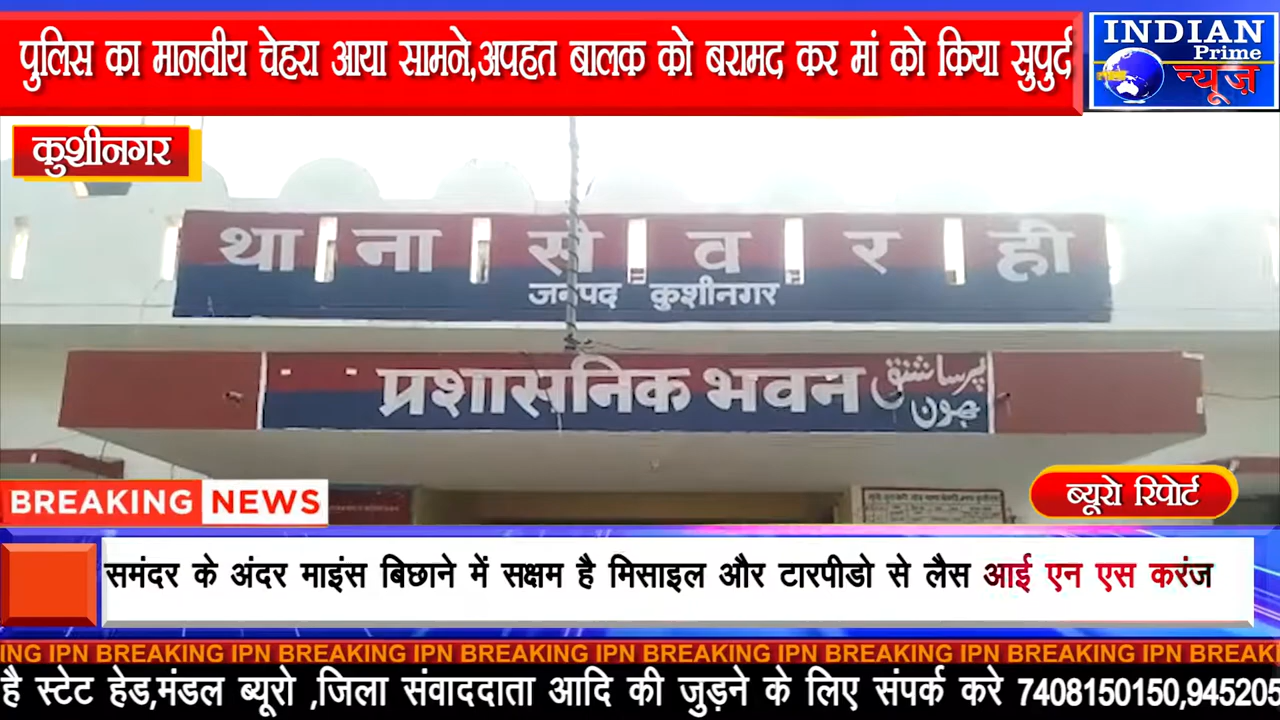 पुलिस का मानवीय चेहरा आया सामने,अपहत बालक को बरामद कर मां को किया सुपुर्द
INDIAN
Prime
न्यूज़
कुशीनगर
थाना सेवरही
जनपद कुशीनगर
प्रशासनिक भवन
پرساشنق
بھون
BREAKING NEWS
ब्यूरो रिपोर्ट
समंदर के अंदर माइंस बिछाने में सक्षम है मिसाइल और टारपीडो से लैस आई एन एस करंज
ING IPN BREAKING IPN BREAKING IPN BREAKING IPN BREAKING IPN BREAKING IPN BREAKING IPN BREAKI
है स्टेट हेड,मंडल ब्यूरो ,जिला संवाददाता आदि की जुड़ने के लिए संपर्क करे 7408150150,945205